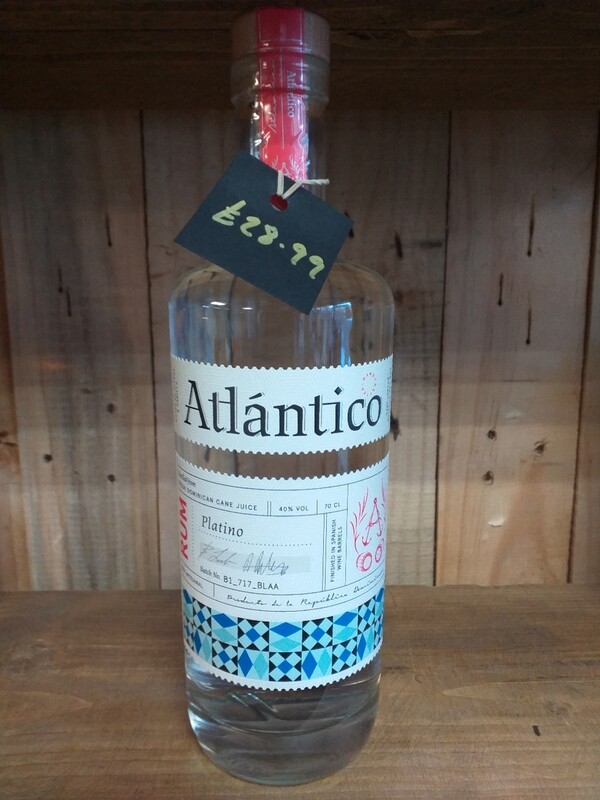 Atlántico
£28.99
Atlántico
DOMINICAN CANE JUICE
40% VOL
70 CL
RUM
Platino
FINISHED IN SPANISH
WINE BARRELS
Batch No. B1_717_BLAA
Producto de la República